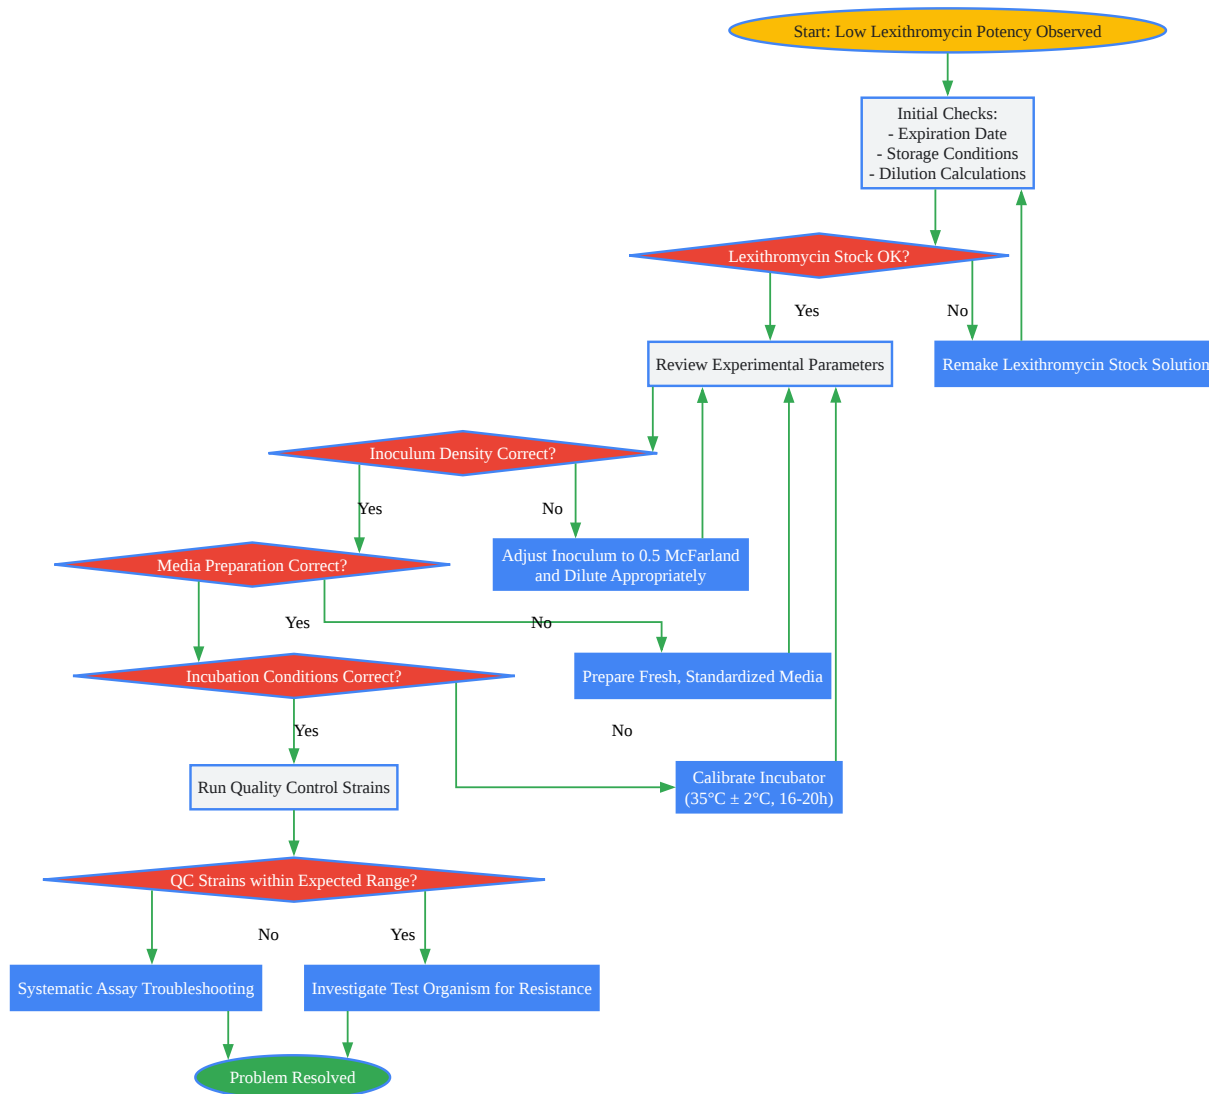 Start: Low Lexithromycin Potency Observed
Initial Checks:
- Expiration Date
- Storage Conditions
- Dilution Calculations
Lexithromycin Stock OK?
Yes
No
Review Experimental Parameters
Remake Lexithromycin Stock Solution
Inoculum Density Correct?
Yes
No
Adjust Inoculum to 0.5 McFarland
and Dilute Appropriately
Media Preparation Correct?
Yes
No
Incubation Conditions Correct?
Prepare Fresh, Standardized Media
Yes
No
Run Quality Control Strains
Calibrate Incubator
(35°C ± 2°C, 16-20h)
QC Strains within Expected Range?
No
Yes
Systematic Assay Troubleshooting
Investigate Test Organism for Resistance
Problem Resolved